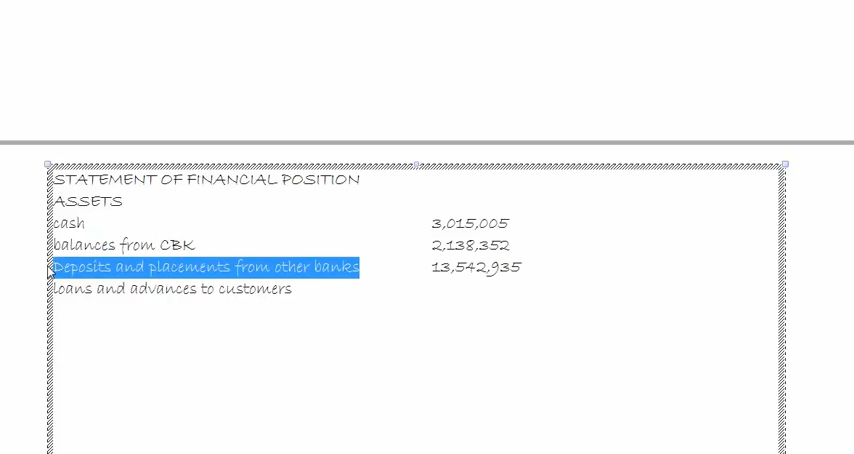 STATEMENT OF FINANCIAL POSITION
ASSETS
cash 3,015,005
balances from CBK 2,138,352
Deposits and placements from other banks 13,542,935
loans and advances to customers